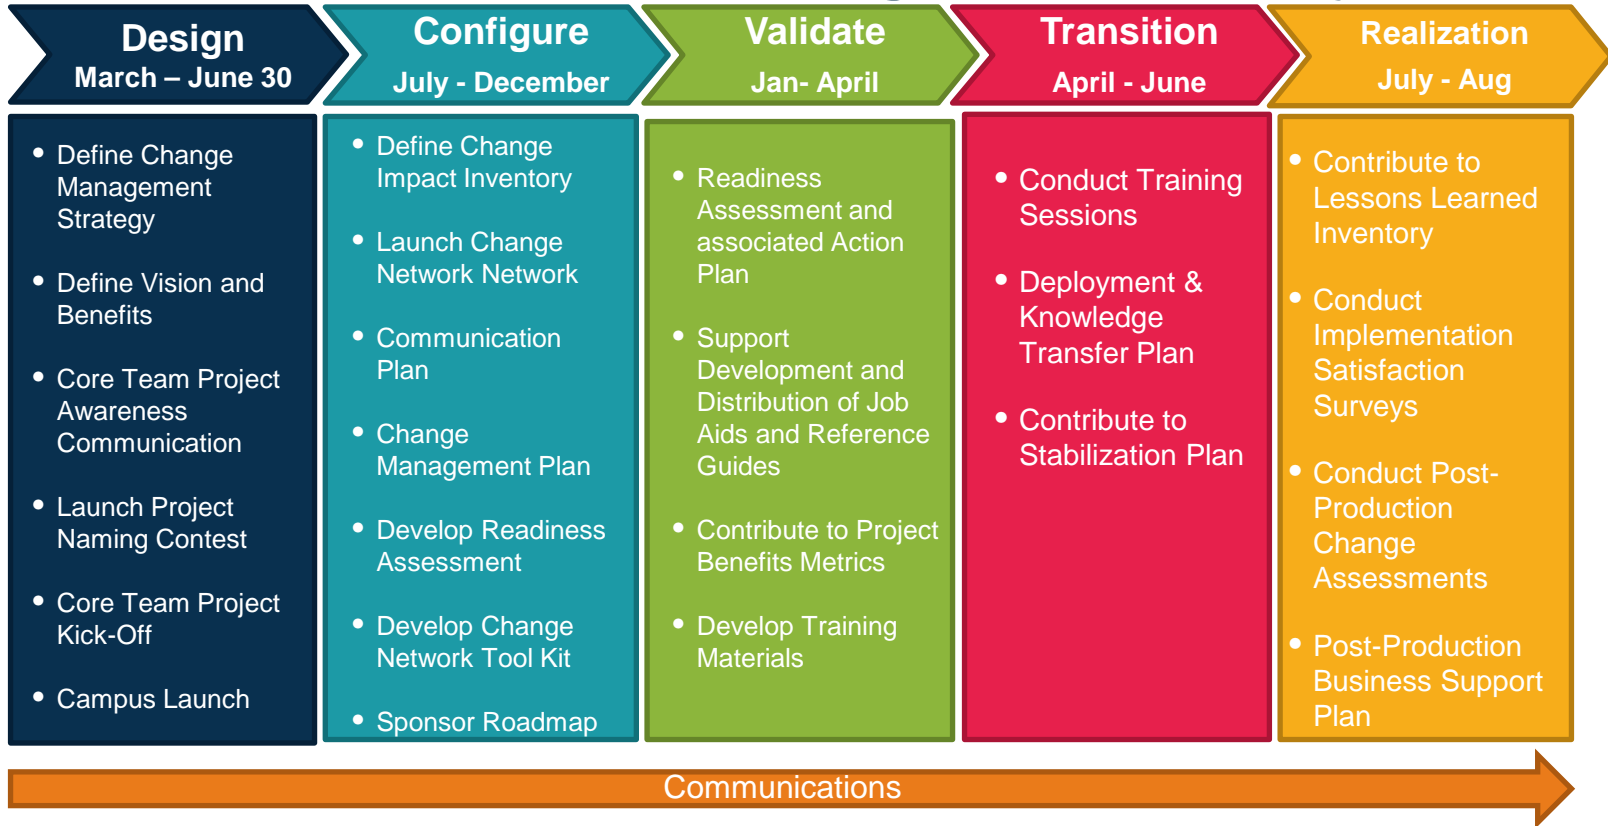 Design
March – June 30
Configure
July - December
Validate
Jan- April
Transition
April - June
Realization
July - Aug
• Define Change
Management
Strategy
• Define Vision and
Benefits
• Core Team Project
Awareness
Communication
• Launch Project
Naming Contest
• Core Team Project
Kick-Off
• Campus Launch
• Define Change
Impact Inventory
• Launch Change
Network Network
• Communication
Plan
• Change
Management Plan
• Develop Readiness
Assessment
• Develop Change
Network Tool Kit
• Sponsor Roadmap
• Readiness
Assessment and
associated Action
Plan
• Support
Development and
Distribution of Job
Aids and Reference
Guides
• Contribute to Project
Benefits Metrics
• Develop Training
Materials
• Conduct Training
Sessions
• Deployment &
Knowledge
Transfer Plan
• Contribute to
Stabilization Plan
• Contribute to
Lessons Learned
Inventory
• Conduct
Implementation
Satisfaction
Surveys
• Conduct Post-
Production
Change
Assessments
• Post-Production
Business Support
Plan
Communications